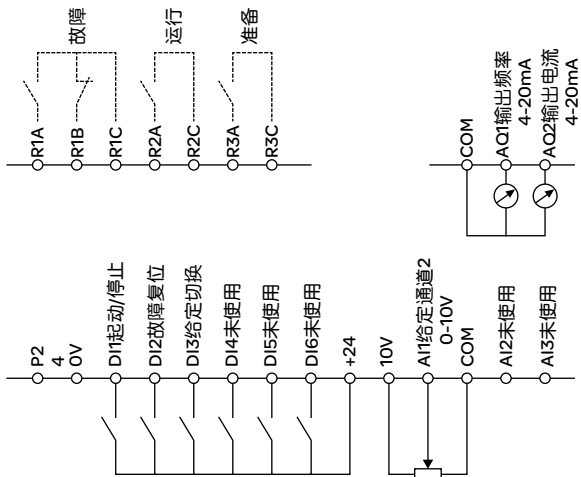 故障
运行
准备
R1A
R1B
R1C
R2A
R2C
R3A
R3C
COM
AQ1输出频率
4-20mA
AQ2输出电流
4-20mA
P2
4
0V
DI1起动/停止
DI2故障复位
DI3给定切换
DI4未使用
DI5未使用
DI6未使用
+24
10V
AI1给定通道2
0-10V
COM
AI2未使用
AI3未使用